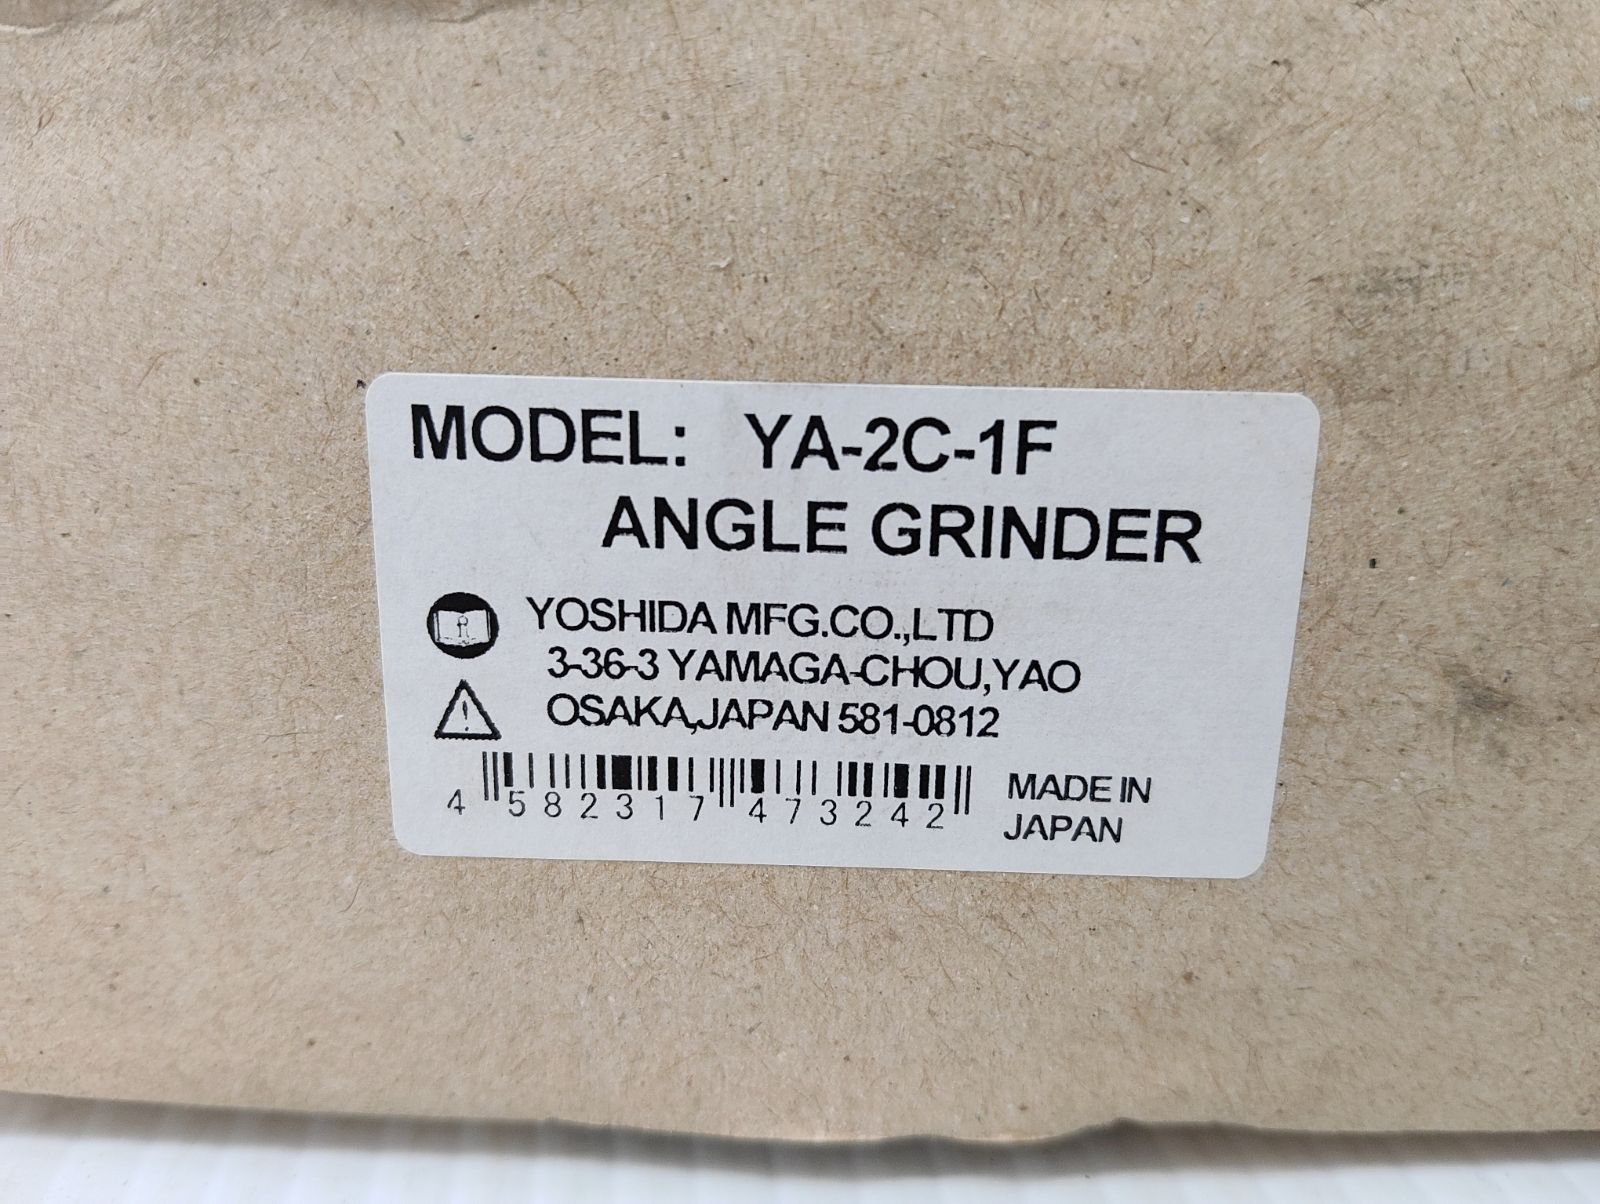 MODEL: YA-2C-1F
ANGLE GRINDER
YOSHIDA MFG.CO.,LTD
3-36-3 YAMAGA-CHOU,YAO
OSAKA,JAPAN 581-0812
4 582317 473242
MADE IN
JAPAN